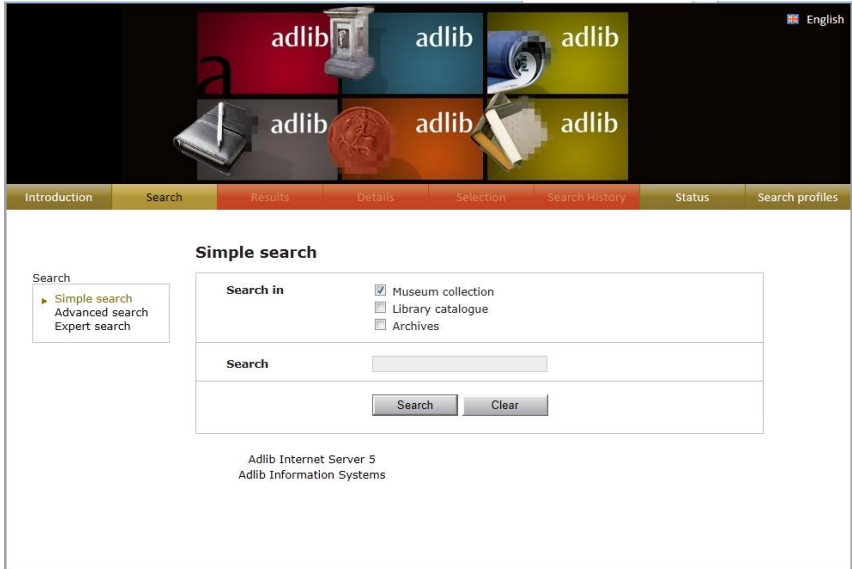 English
adlib adlib adlib
a
adlib adlib adlib
Introduction Search Results Details Selection Search History Status Search profiles
Simple search
Search
Simple search
Advanced search
Expert search
Search in
Museum collection
Library catalogue
Archives
Search
Search Clear
Adlib Internet Server 5
Adlib Information Systems